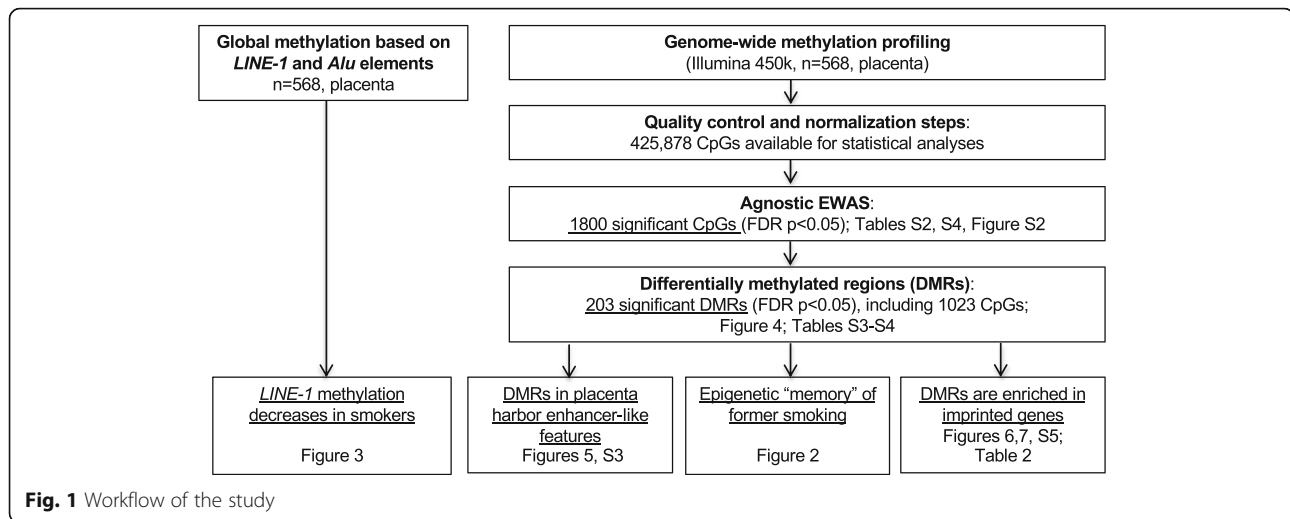 Global methylation based on
LINE-1 and Alu elements
n=568, placenta
Genome-wide methylation profiling
(Illumina 450k, n=568, placenta)
Quality control and normalization steps:
425,878 CpGs available for statistical analyses
Agnostic EWAS:
1800 significant CpGs (FDR p<0.05); Tables S2, S4, Figure S2
Differentially methylated regions (DMRs):
203 significant DMRs (FDR p<0.05), including 1023 CpGs;
Figure 4; Tables S3-S4
LINE-1 methylation
decreases in smokers
Figure 3
DMRs in placenta
harbor enhancer-like
features
Figures 5, S3
Epigenetic “memory” of
former smoking
Figure 2
DMRs are enriched in
imprinted genes
Figures 6,7, S5;
Table 2
Fig. 1 Workflow of the study